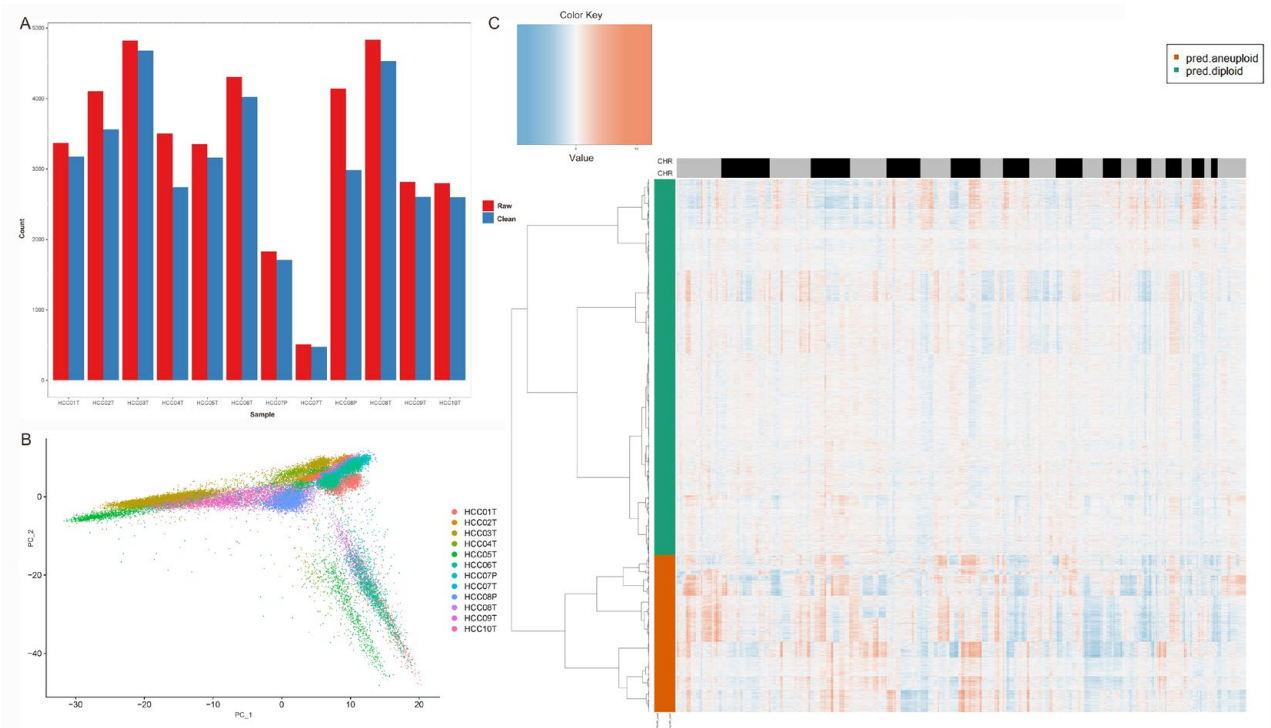 A
5000
4000
3000
2000
1000
0
Count
HCC01T HCC02T HCC03T HCC04T HCC05T HCC06T HCC07P HCC07T HCC08P HCC08T HCC09T HCC10T
Sample
Raw
Clean
B
0
−20
−40
PC_2
−30 −20 −10 0 10 20
PC_1
HCC01T
HCC02T
HCC03T
HCC04T
HCC05T
HCC06T
HCC07P
HCC07T
HCC08P
HCC08T
HCC09T
HCC10T
C
Color Key
Value
pred.aneuploid
pred.diploid
CHR
CHR